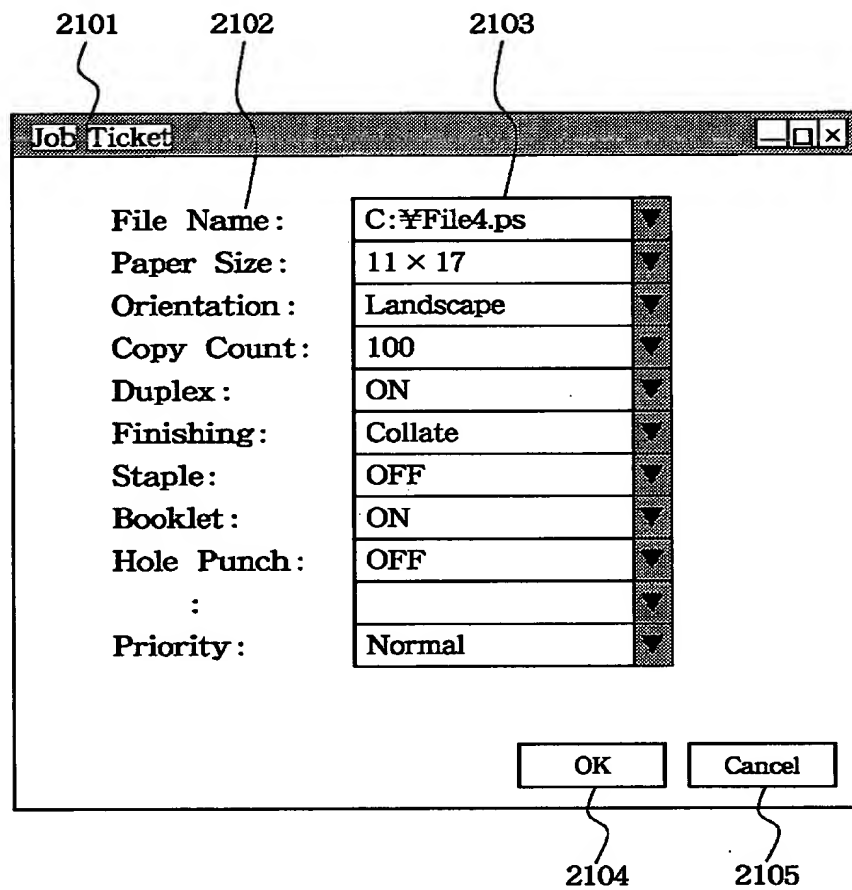 2101 2102 2103
Job Ticket
File Name: C:¥File4.ps
Paper Size: 11 × 17
Orientation: Landscape
Copy Count: 100
Duplex: ON
Finishing: Collate
Staple: OFF
Booklet: ON
Hole Punch: OFF
:
Priority: Normal
OK Cancel
2104 2105